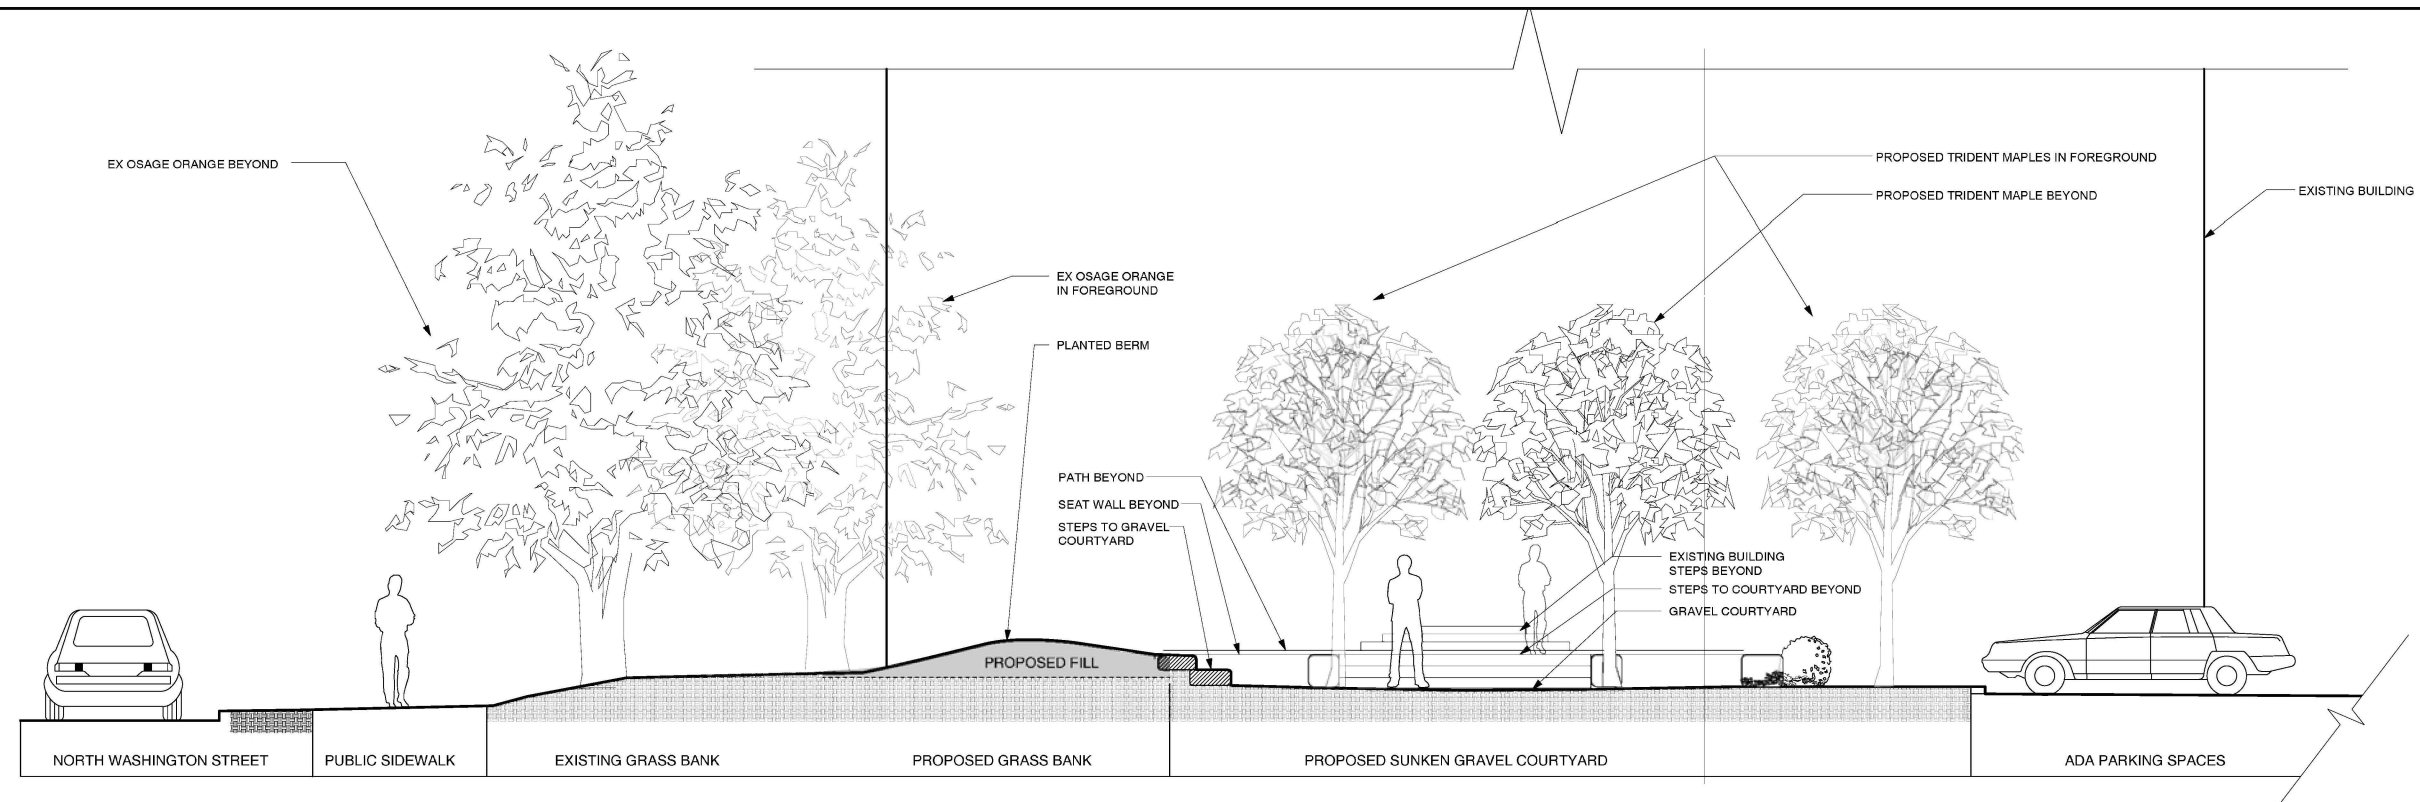 EX OSAGE ORANGE BEYOND
PROPOSED TRIDENT MAPLES IN FOREGROUND
PROPOSED TRIDENT MAPLE BEYOND
EXISTING BUILDING
EX OSAGE ORANGE
IN FOREGROUND
PLANTED BERM
PATH BEYOND
SEAT WALL BEYOND
STEPS TO GRAVEL
COURTYARD
EXISTING BUILDING
STEPS BEYOND
STEPS TO COURTYARD BEYOND
GRAVEL COURTYARD
PROPOSED FILL
NORTH WASHINGTON STREET
PUBLIC SIDEWALK
EXISTING GRASS BANK
PROPOSED GRASS BANK
PROPOSED SUNKEN GRAVEL COURTYARD
ADA PARKING SPACES